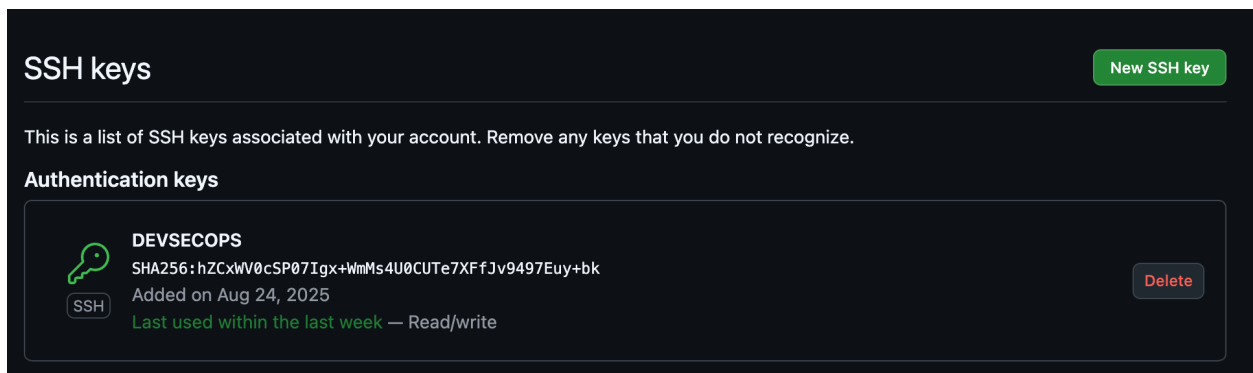 SSH keys
New SSH key
This is a list of SSH keys associated with your account. Remove any keys that you do not recognize.
Authentication keys
DEVSECOPS
SHA256:hZCxWV0cSP07Igx+WmMs4U0CUTe7XFfJv9497Euy+bk
Added on Aug 24, 2025
SSH
Last used within the last week — Read/write
Delete